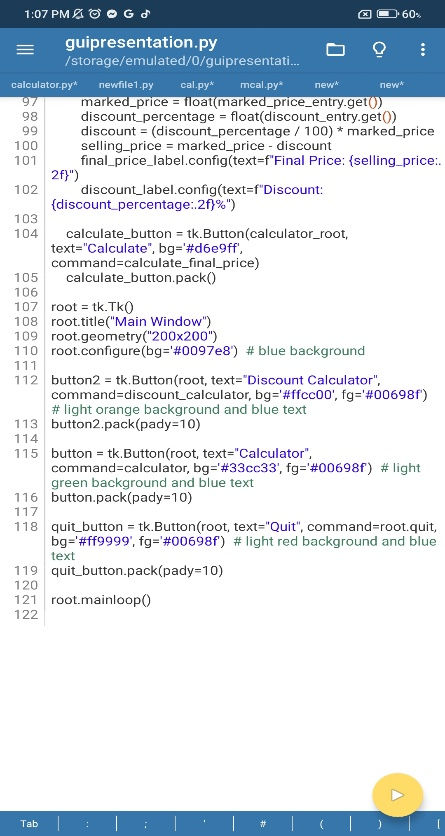 1:07 PM G 60%
guipresentation.py
/storage/emulated/0/guipresentati...
calculator.py* newfile1.py cal.py* mcal.py* new* new*
97 marked_price = float(marked_price_entry.get())
98 discount_percentage = float(discount_entry.get())
99 discount = (discount_percentage / 100) * marked_price
100 selling_price = marked_price - discount
101 final_price_label.config(text=f"Final Price: {selling_price:.
2f}")
102 discount_label.config(text=f"Discount:
{discount_percentage:.2f}%")
103
104 calculate_button = tk.Button(calculator_root,
text="Calculate", bg='#d6e9ff',
command=calculate_final_price)
105 calculate_button.pack()
106
107 root = tk.Tk()
108 root.title("Main Window")
109 root.geometry("200x200")
110 root.configure(bg='#0097e8') # blue background
111
112 button2 = tk.Button(root, text="Discount Calculator",
command=discount_calculator, bg='#ffcc00', fg='#00698f')
# light orange background and blue text
113 button2.pack(pady=10)
114
115 button = tk.Button(root, text="Calculator",
command=calculator, bg='#33cc33', fg='#00698f') # light
green background and blue text
116 button.pack(pady=10)
117
118 quit_button = tk.Button(root, text="Quit", command=root.quit,
bg='#ff9999', fg='#00698f') # light red background and blue
text
119 quit_button.pack(pady=10)
120
121 root.mainloop()
122
Tab : ; ' # ( ) [